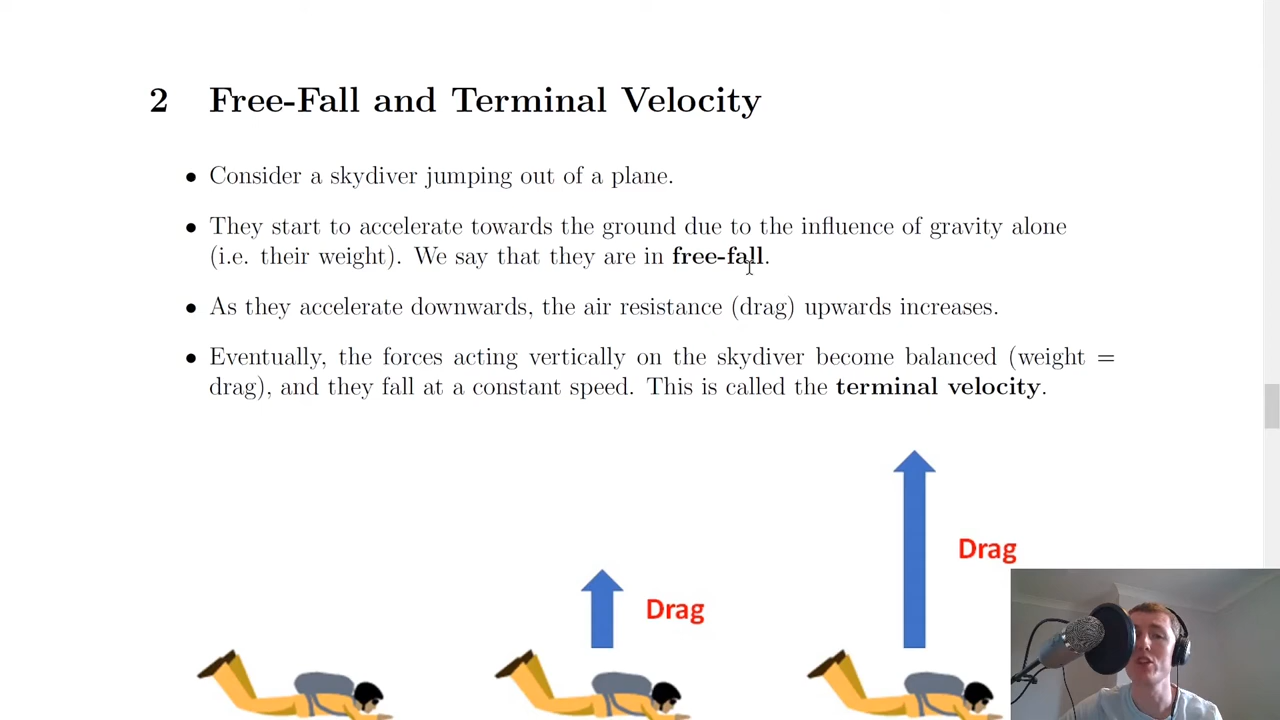 2 Free-Fall and Terminal Velocity
• Consider a skydiver jumping out of a plane.
• They start to accelerate towards the ground due to the influence of gravity alone
(i.e. their weight). We say that they are in free-fall.
• As they accelerate downwards, the air resistance (drag) upwards increases.
• Eventually, the forces acting vertically on the skydiver become balanced (weight =
drag), and they fall at a constant speed. This is called the terminal velocity.
Drag
Drag